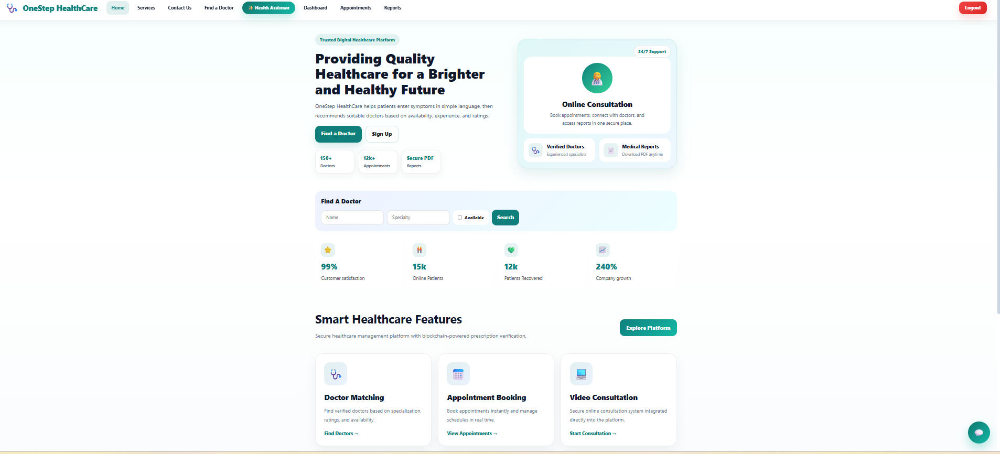 OneStep HealthCare
Home
Services
Contact Us
Find a Doctor
✨ Health Assistant
Dashboard
Appointments
Reports
Logout
Trusted Digital Healthcare Platform
Providing Quality
Healthcare for a Brighter
and Healthy Future
OneStep HealthCare helps patients enter symptoms in simple language, then
recommends suitable doctors based on availability, experience, and ratings.
Find a Doctor
Sign Up
150+
Doctors
12k+
Appointments
Secure PDF
Reports
24/7 Support
Online Consultation
Book appointments, connect with doctors, and
access reports in one secure place.
Verified Doctors
Experienced specialists
Medical Reports
Download PDF anytime
Find A Doctor
Name
Specialty
Available
Search
99%
Customer satisfaction
15k
Online Patients
12k
Patients Recovered
240%
Company growth
Smart Healthcare Features
Secure healthcare management platform with blockchain-powered prescription verification.
Explore Platform
Doctor Matching
Find verified doctors based on specialization,
ratings, and availability.
Find Doctors →
Appointment Booking
Book appointments instantly and manage
schedules in real time.
View Appointments →
Video Consultation
Secure online consultation system integrated
directly into the platform.
Start Consultation →